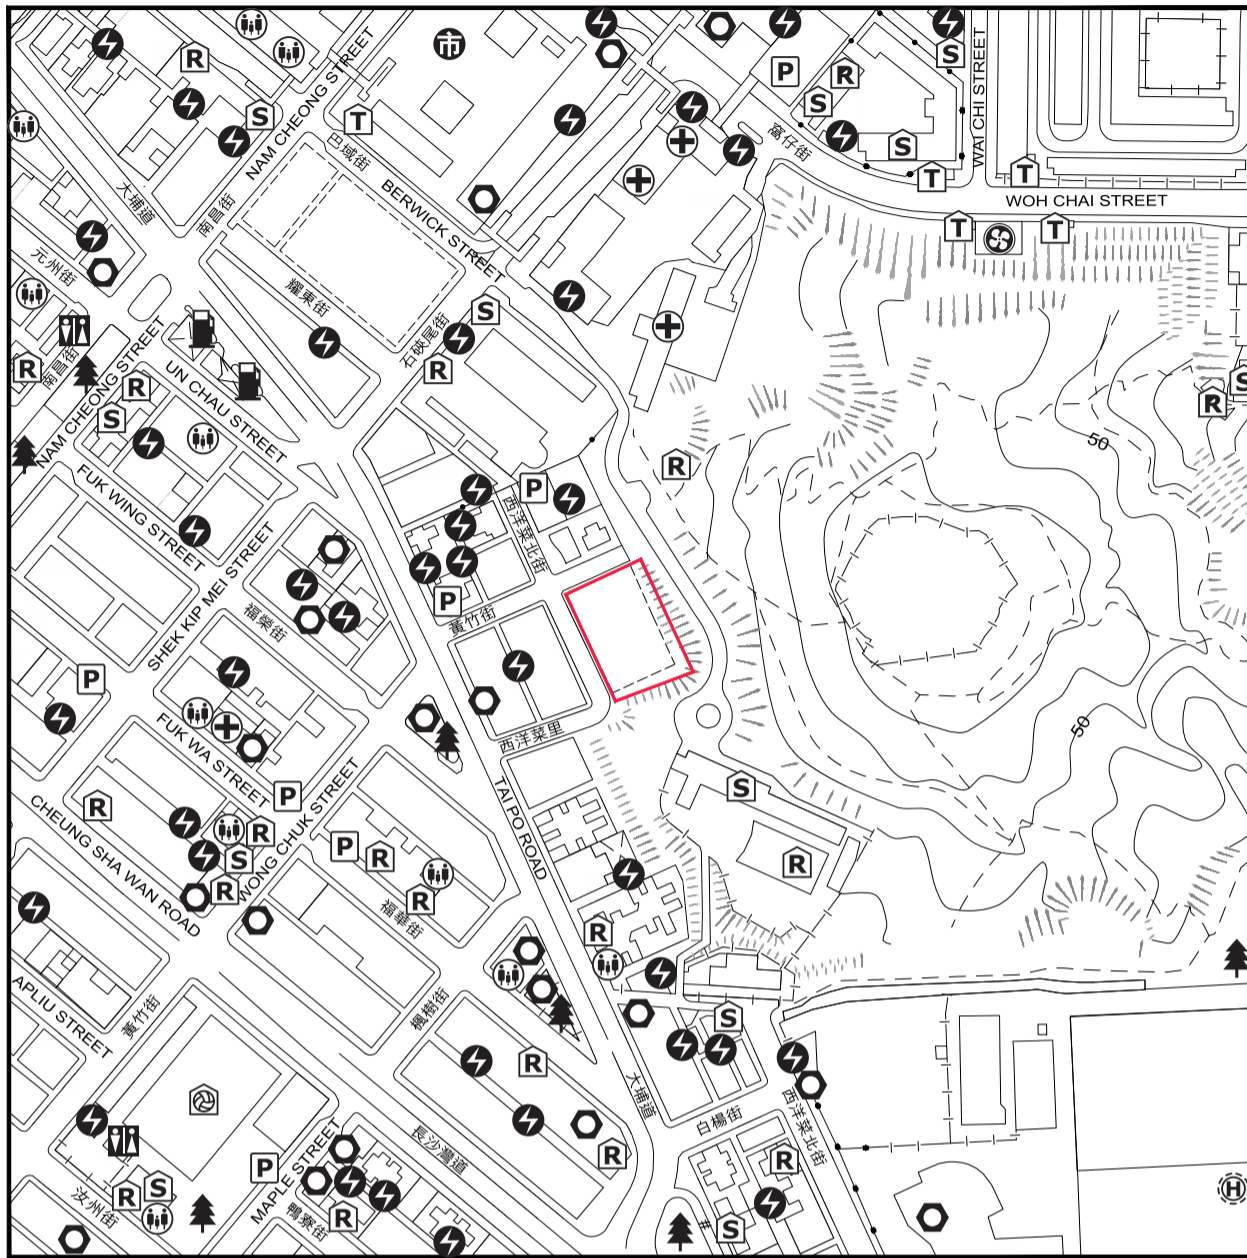 市
R
S
NAM CHEONG STREET
T
巴域街
大埔道
南昌街
BERWICK STREET
P
R
S
S
窩仔街
S
T
WAI CHI STREET
T
WOH CHAI STREET
T
T
元州街
耀東街
石硤尾街
S
R
南昌街
NAM CHEONG STREET
R
R
S
UN CHAU STREET
FUK WING STREET
SHEK KIP MEI STREET
福榮街
西洋菜北街
P
R
50
S
R
P
黃竹街
西洋菜里
TAI PO ROAD
50
P
FUK WA STREET
P
WONG CHUK STREET
CHEUNG SHA WAN ROAD
R
R
S
R
P
R
R
福華街
S
R
R
APLIU STREET
黃竹街
楓樹街
R
S
大埔道
白楊街
西洋菜北街
長沙灣道
P
MAPLE STREET
鴨寮街
R
汝州街
R
S
R
R
S
H